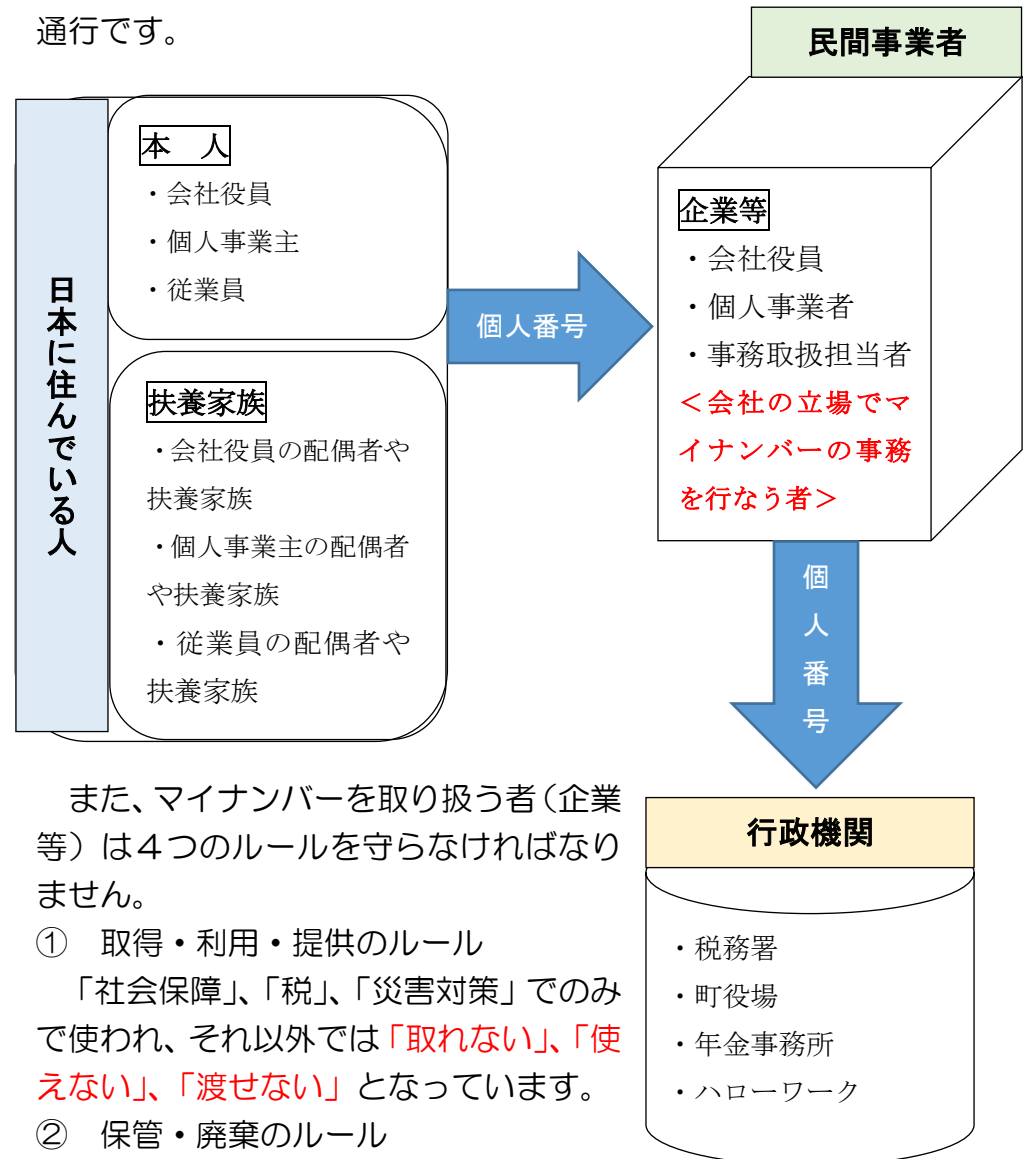 通行です。
日本に住んでいる人
本　人
・会社役員
・個人事業主
・従業員
扶養家族
・会社役員の配偶者や
扶養家族
・個人事業主の配偶者
や扶養家族
・従業員の配偶者や
扶養家族
個人番号
民間事業者
企業等
・会社役員
・個人事業者
・事務取扱担当者
＜会社の立場でマ
イナンバーの事務
を行なう者＞
個人番号
行政機関
・税務署
・町役場
・年金事務所
・ハローワーク
また、マイナンバーを取り扱う者（企業
等）は４つのルールを守らなければなり
ません。
①　取得・利用・提供のルール
「社会保障」、「税」、「災害対策」でのみ
で使われ、それ以外では「取れない」、「使
えない」、「渡せない」となっています。
②　保管・廃棄のルール